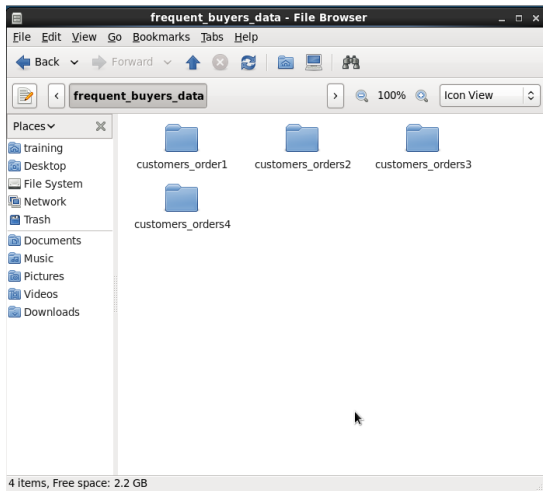 frequent_buyers_data - File Browser
File Edit View Go Bookmarks Tabs Help
Back Forward
frequent_buyers_data 100% Icon View
Places
training
Desktop
File System
Network
Trash
Documents
Music
Pictures
Videos
Downloads
customers_order1 customers_orders2 customers_orders3
customers_orders4
4 items, Free space: 2.2 GB